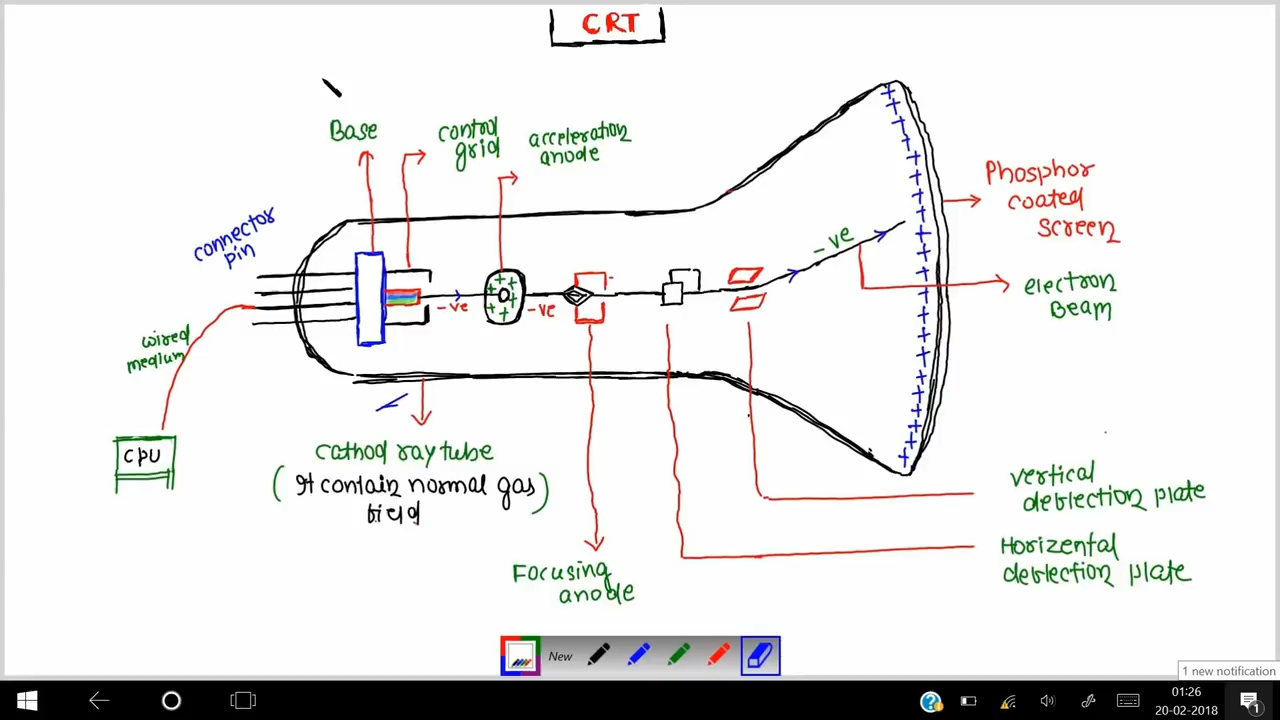 CRT
Base
control
grid
acceleration
anode
connector
pin
Phosphor
coated
screen
-ve
-ve
-ve
electron
Beam
wired
medium
CPU
cathod ray tube
(It contain normal gas)
field
vertical
deflection plate
Horizental
deflection plate
Focusing
anode
New
1 new notification
01:26
20-02-2018
1